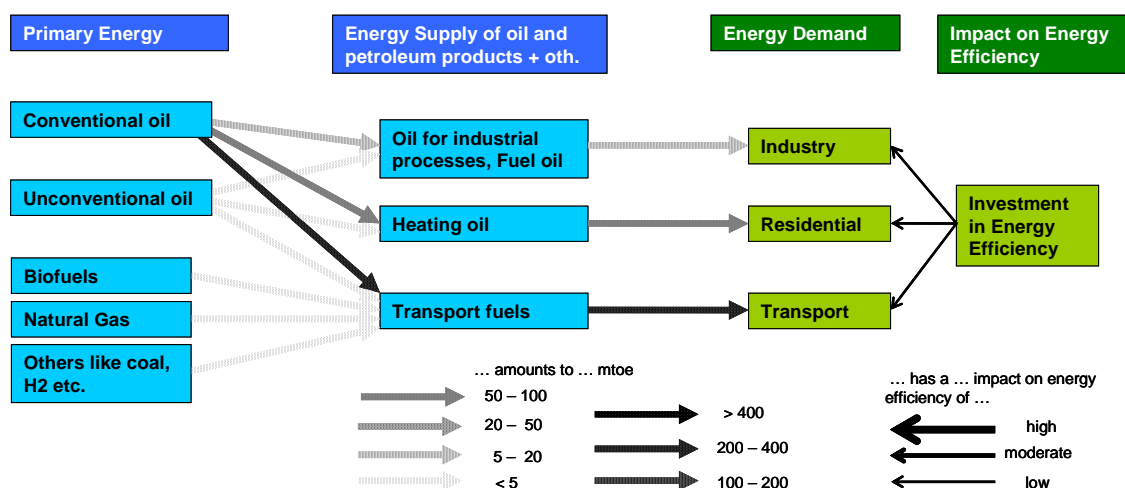 Primary Energy
Energy Supply of oil and
petroleum products + oth.
Energy Demand
Impact on Energy
Efficiency
Conventional oil
Oil for industrial
processes, Fuel oil
Industry
Unconventional oil
Heating oil
Residential
Investment
in Energy
Efficiency
Biofuels
Natural Gas
Transport fuels
Transport
Others like coal,
H2 etc.
... amounts to ... mtoe
50 – 100
20 – 50
5 – 20
< 5
> 400
200 – 400
100 – 200
... has a ... impact on energy
efficiency of ...
high
moderate
low